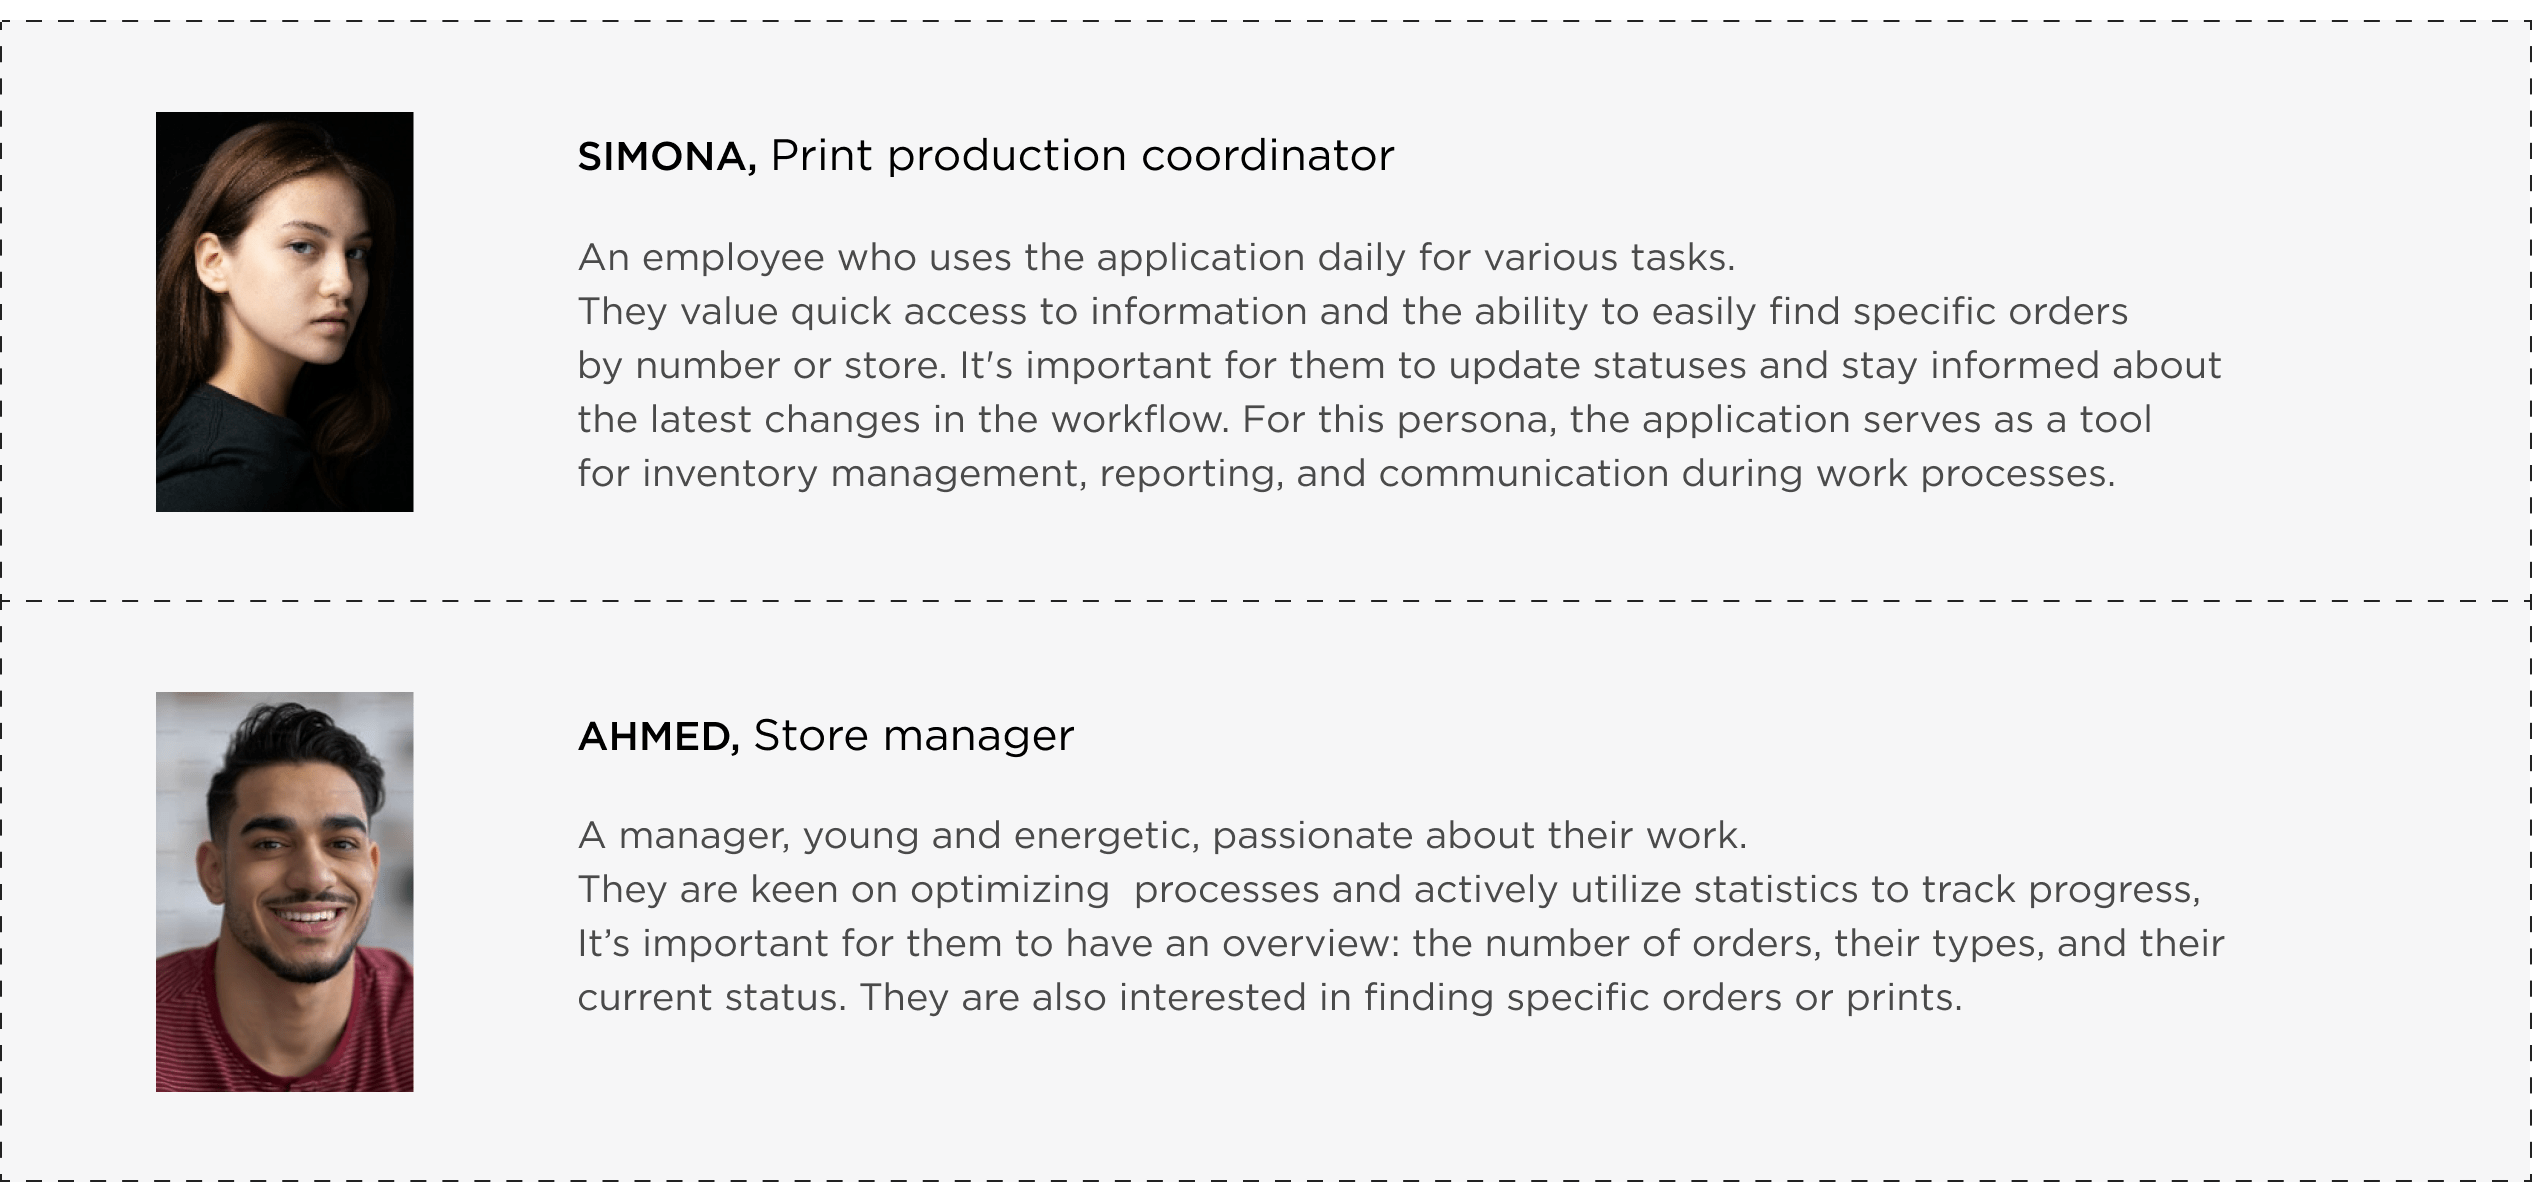 SIMONA, Print production coordinator
An employee who uses the application daily for various tasks.
They value quick access to information and the ability to easily find specific orders
by number or store. It's important for them to update statuses and stay informed about
the latest changes in the workflow. For this persona, the application serves as a tool
for inventory management, reporting, and communication during work processes.
AHMED, Store manager
A manager, young and energetic, passionate about their work.
They are keen on optimizing  processes and actively utilize statistics to track progress,
It’s important for them to have an overview: the number of orders, their types, and their
current status. They are also interested in finding specific orders or prints.